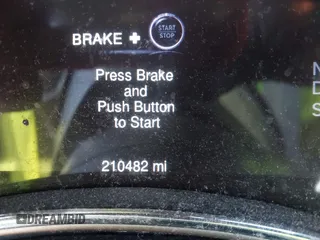 BRAKE + START STOP
Press Brake
and
Push Button
to Start
210482 mi
N
D
S
DREAMBID